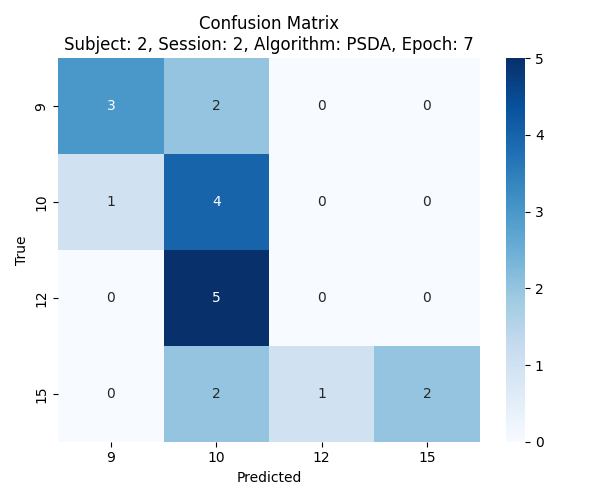 Confusion Matrix
Subject: 2, Session: 2, Algorithm: PSDA, Epoch: 7
5
9 3 2 0 0
4
10 1 4 0 0
3
True
2
12 0 5 0 0
1
15 0 2 1 2
0
9 10 12 15
Predicted